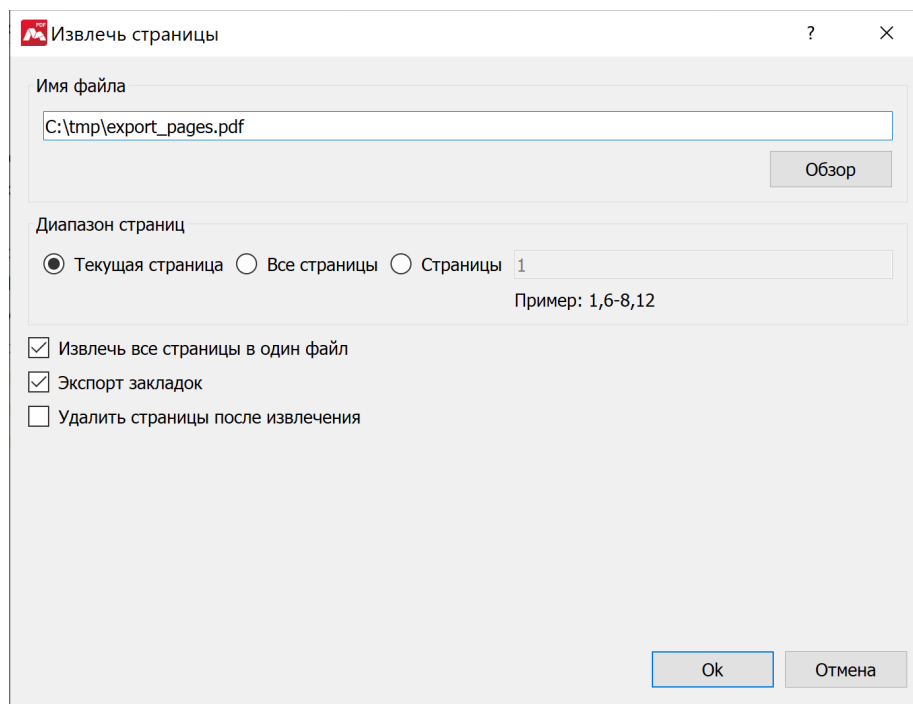 PDF
Извлечь страницы ?
Имя файла
C:\tmp\export_pages.pdf
Обзор
Диапазон страниц
Текущая страница Все страницы Страницы 1
Пример: 1,6-8,12
Извлечь все страницы в один файл
Экспорт закладок
Удалить страницы после извлечения
Ok Отмена